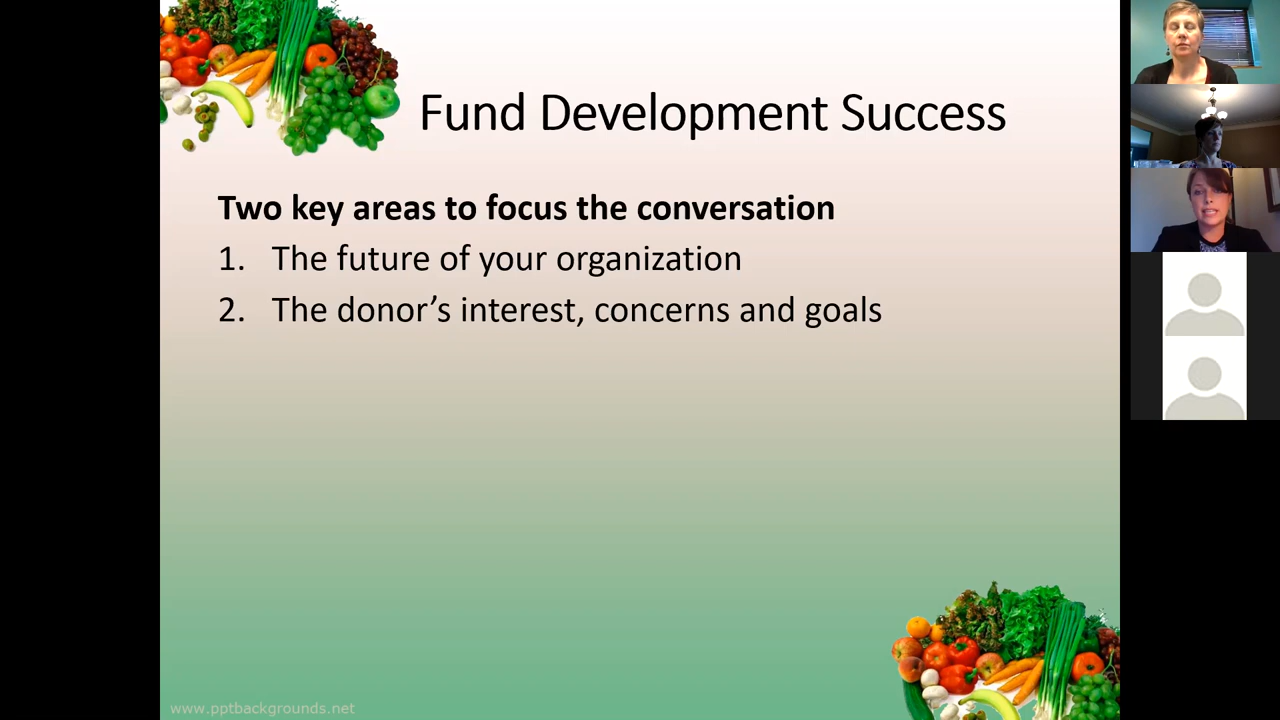 Fund Development Success
Two key areas to focus the conversation
1. The future of your organization
2. The donor’s interest, concerns and goals
www.pptbackgrounds.net